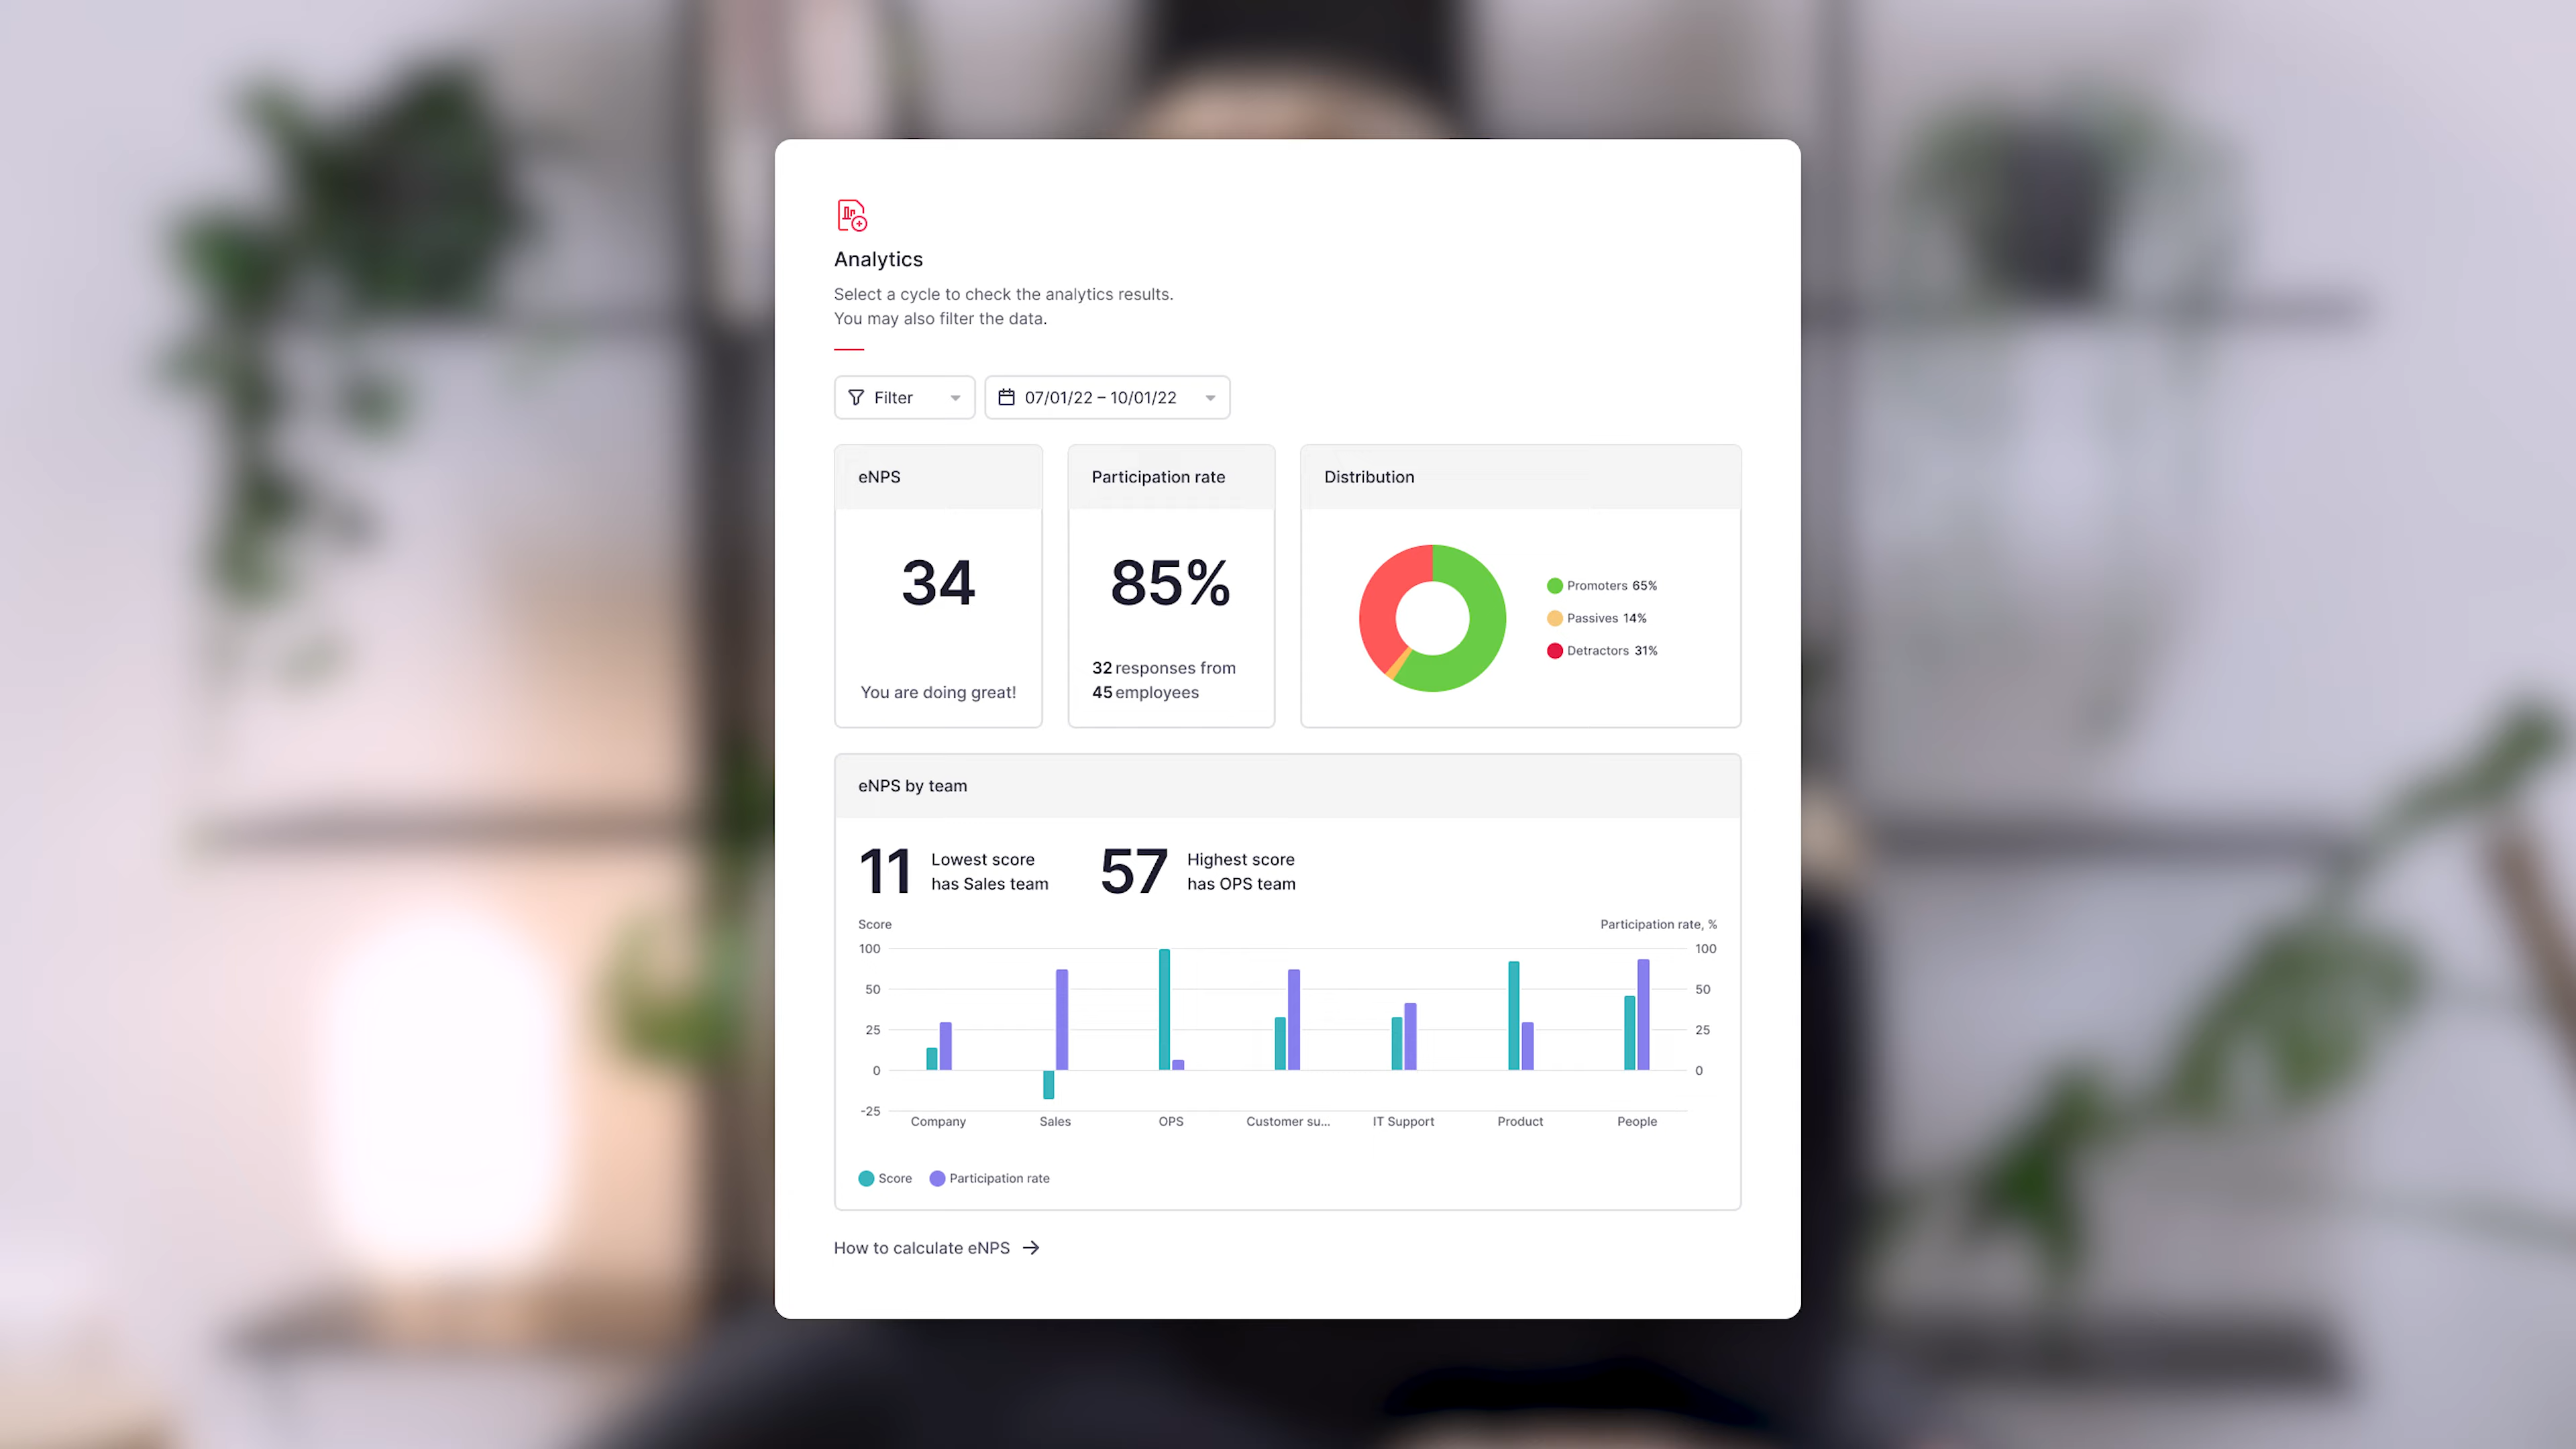 Analytics
Select a cycle to check the analytics results.
You may also filter the data.
Filter
07/01/22 – 10/01/22
eNPS
34
You are doing great!
Participation rate
85%
32 responses from
45 employees
Distribution
Promoters 65%
Passives 14%
Detractors 31%
eNPS by team
11
Lowest score
has Sales team
57
Highest score
has OPS team
Score
Participation rate, %
100
50
25
0
-25
100
50
25
0
Company
Sales
OPS
Customer su...
IT Support
Product
People
Score
Participation rate
How to calculate eNPS